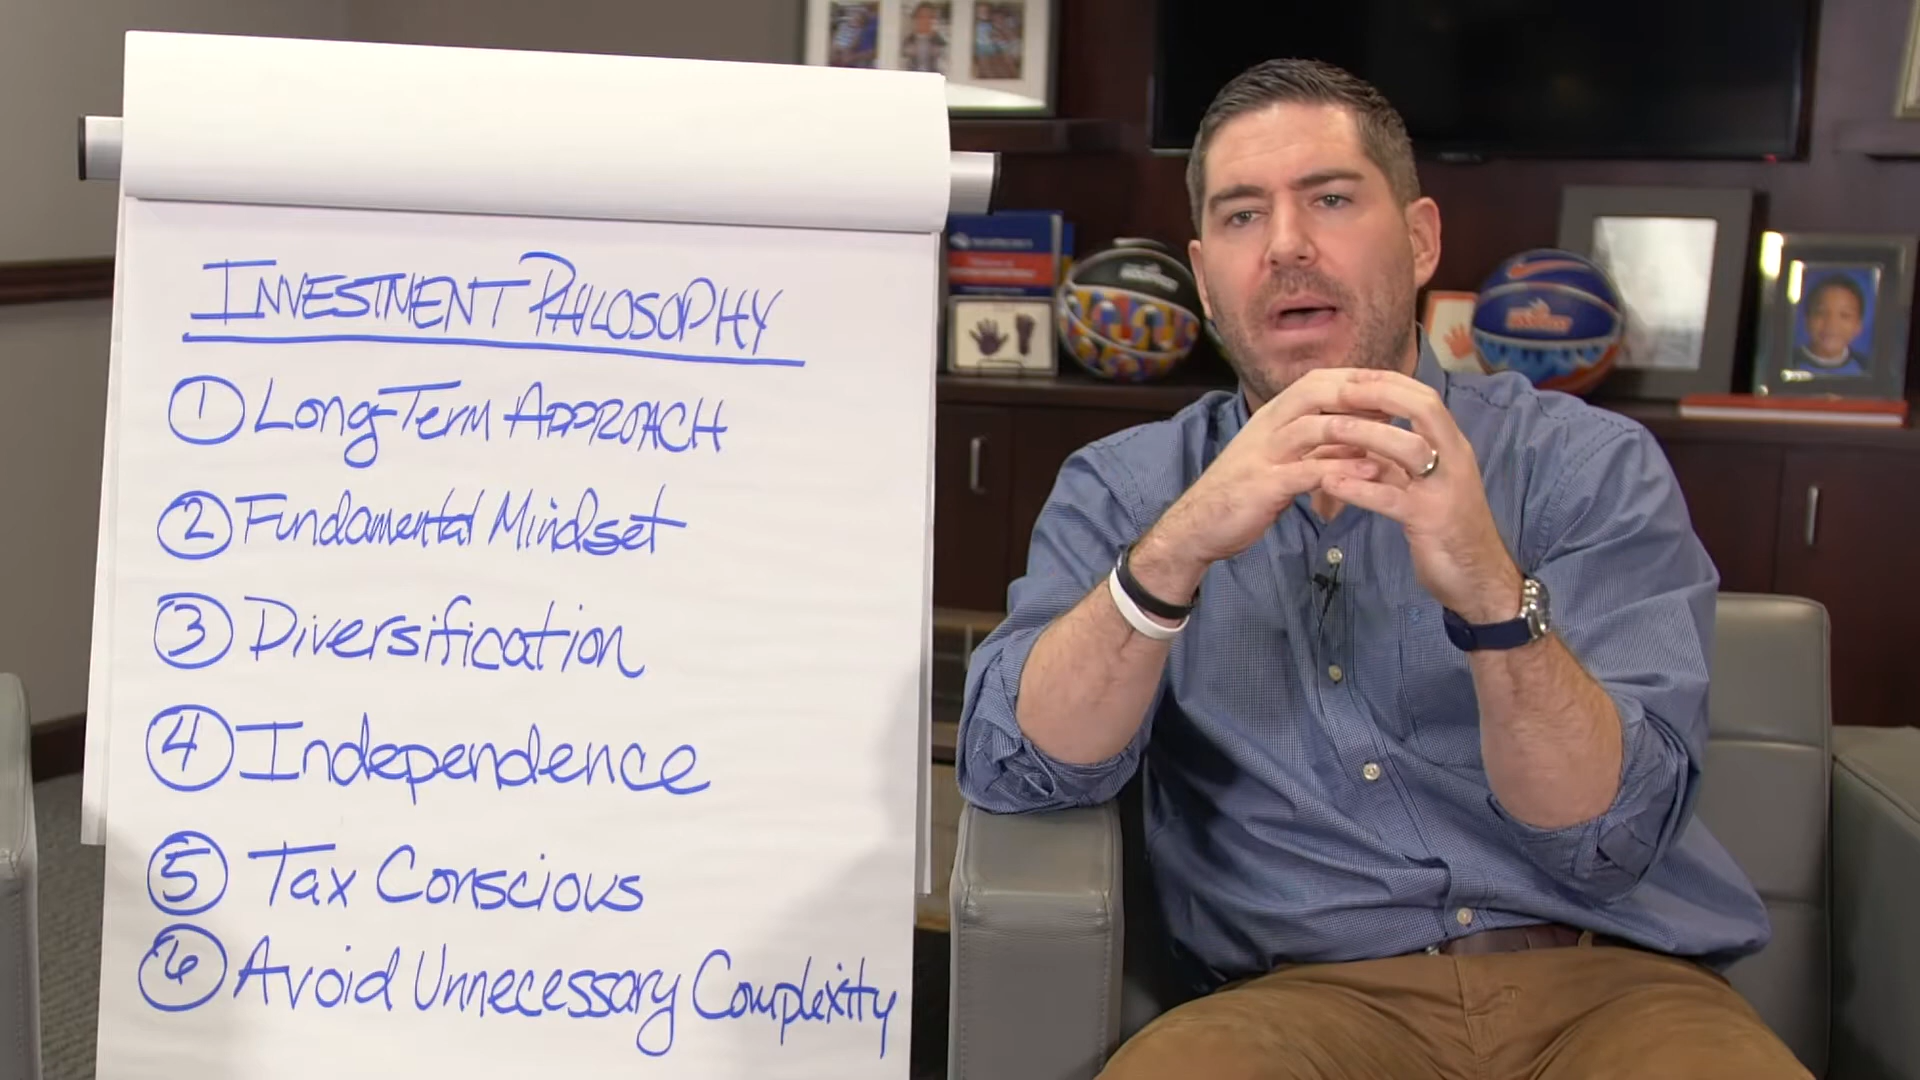 INVESTMENT PHILOSOPHY
1 Long-Term APPROACH
2 Fundamental Mindset
3 Diversification
4 Independence
5 Tax Conscious
6 Avoid Unnecessary Complexity